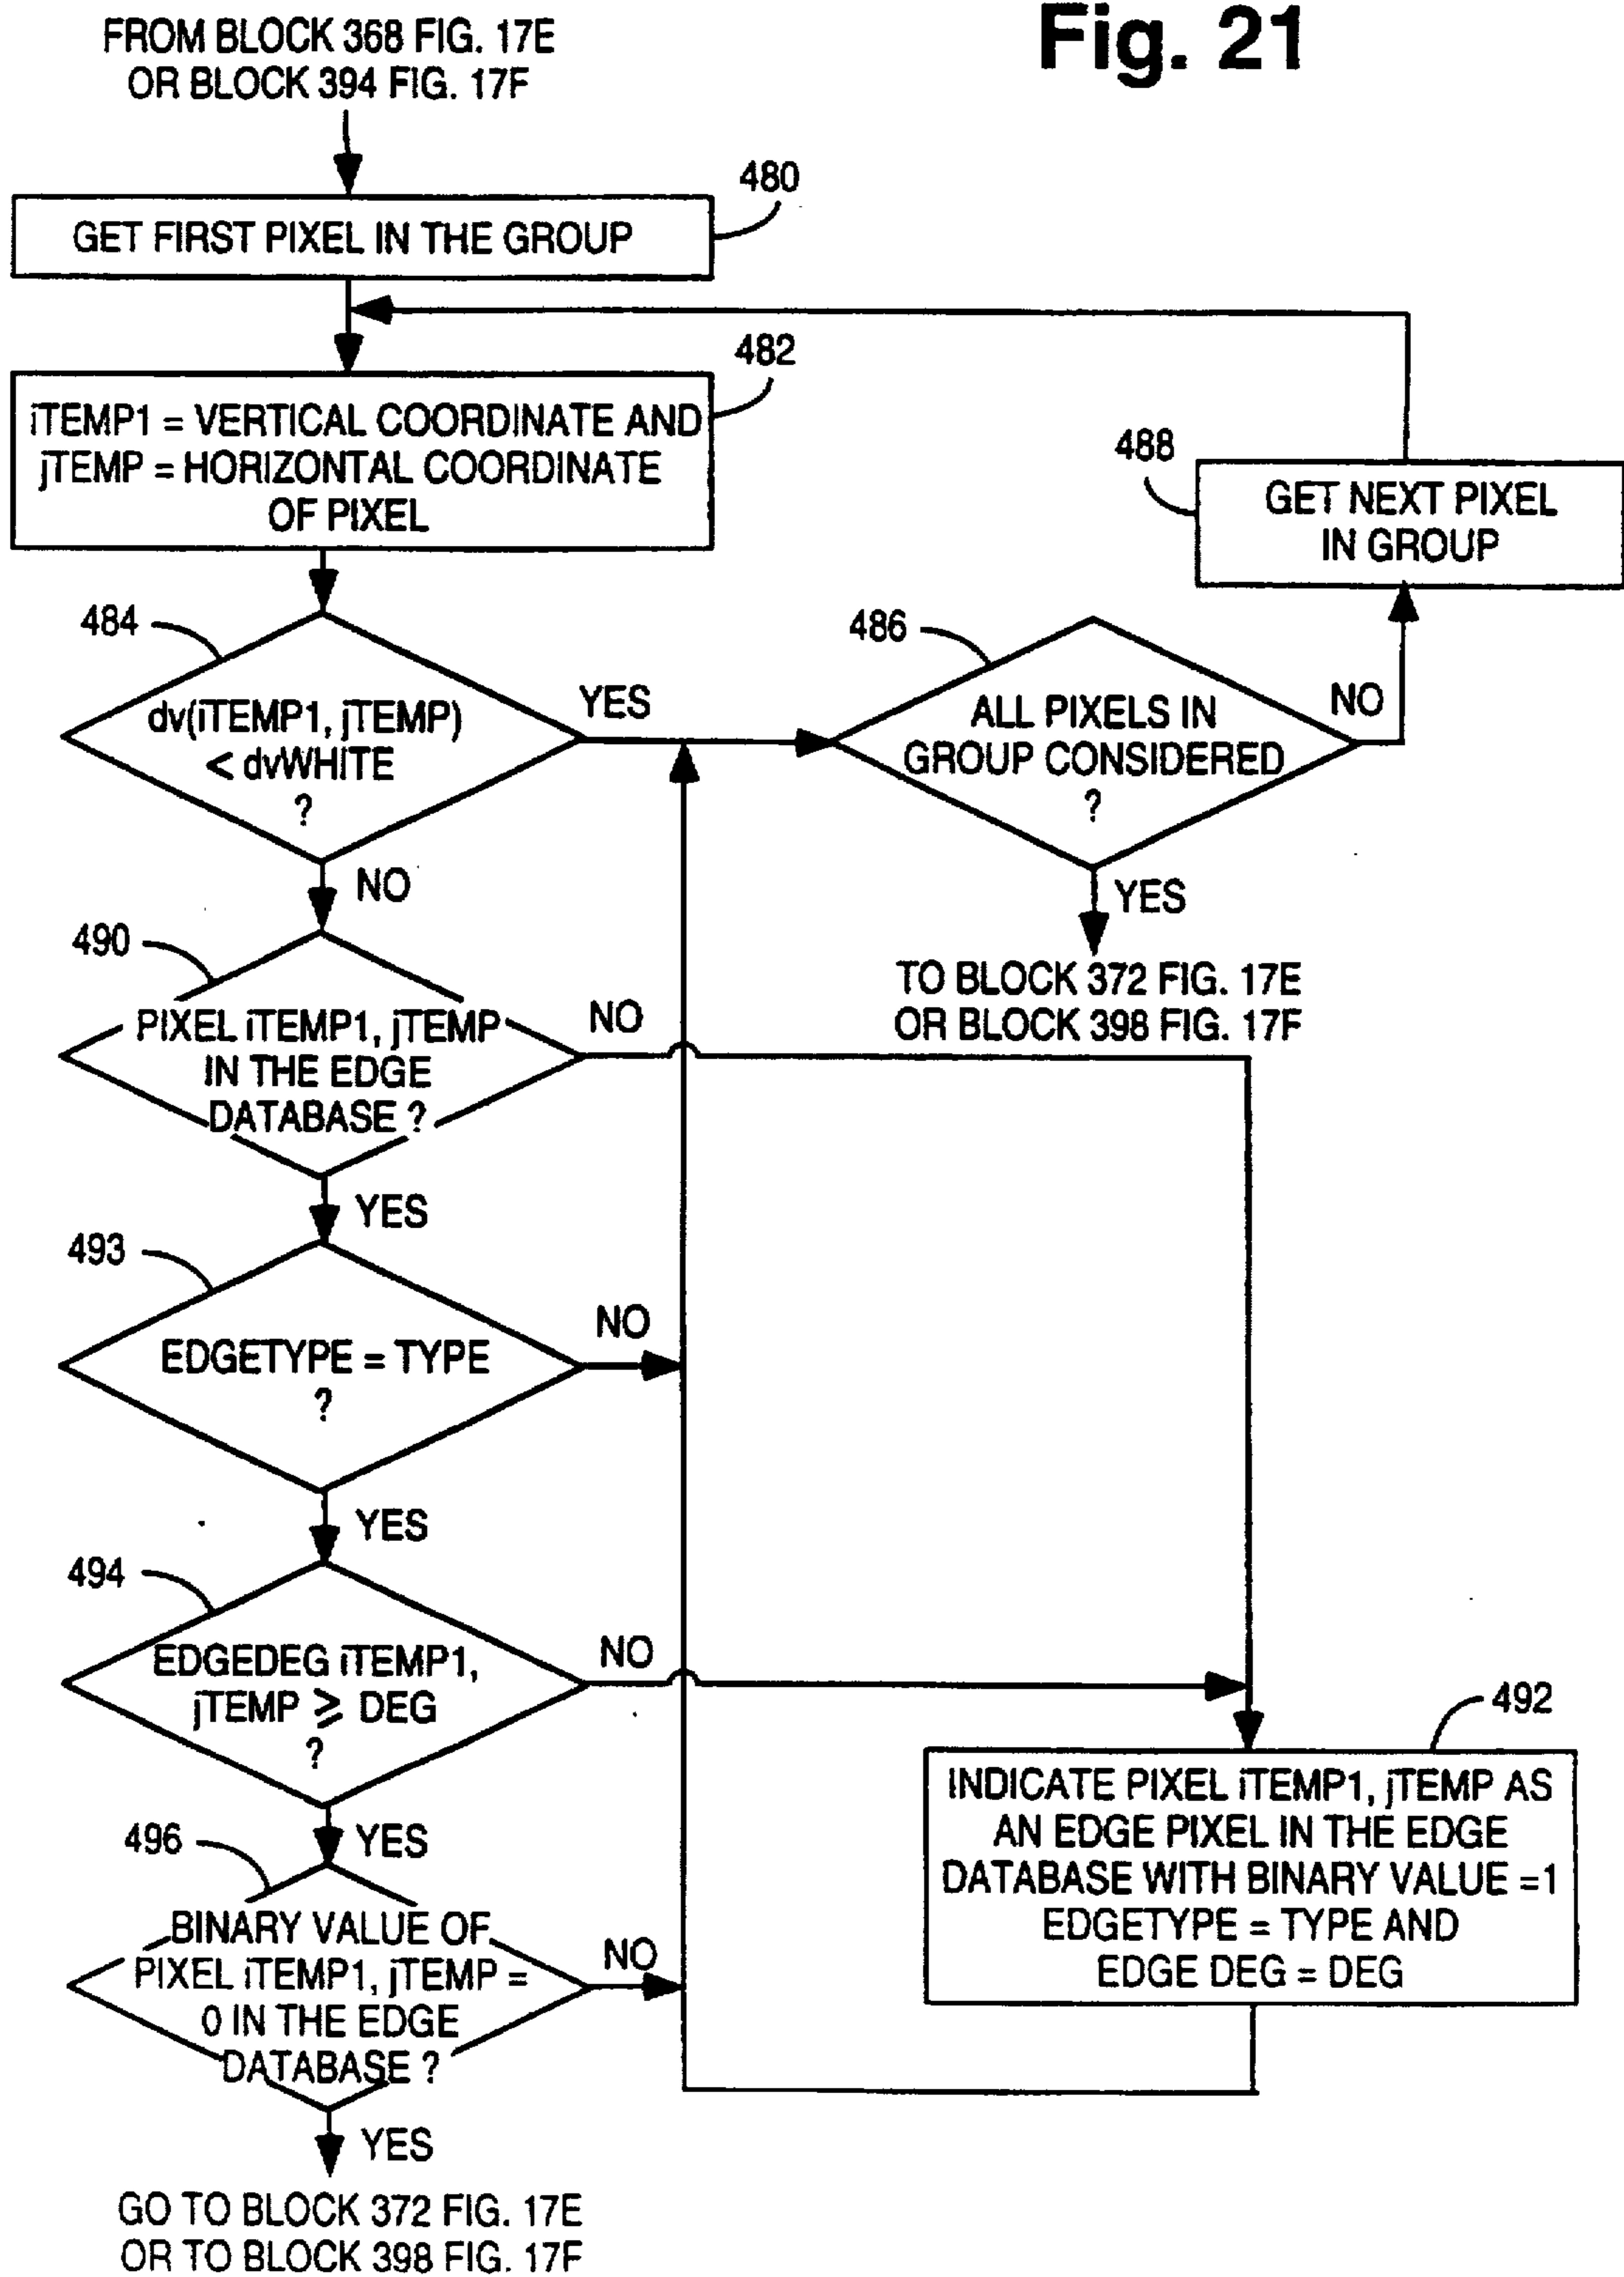 Fig. 21
FROM BLOCK 368 FIG. 17E
OR BLOCK 394 FIG. 17F
480
GET FIRST PIXEL IN THE GROUP
482
iTEMP1 = VERTICAL COORDINATE AND
jTEMP = HORIZONTAL COORDINATE
OF PIXEL
488
GET NEXT PIXEL
IN GROUP
484
dv(iTEMP1, jTEMP)
< dvWHITE
?
YES
NO
486
ALL PIXELS IN
GROUP CONSIDERED
?
NO
YES
TO BLOCK 372 FIG. 17E
OR BLOCK 398 FIG. 17F
490
PIXEL iTEMP1, jTEMP
IN THE EDGE
DATABASE ?
NO
YES
493
EDGETYPE = TYPE
?
NO
YES
494
EDGEDEG iTEMP1,
jTEMP ⩾ DEG
?
NO
YES
492
INDICATE PIXEL iTEMP1, jTEMP AS
AN EDGE PIXEL IN THE EDGE
DATABASE WITH BINARY VALUE =1
EDGETYPE = TYPE AND
EDGE DEG = DEG
496
BINARY VALUE OF
PIXEL iTEMP1, jTEMP =
0 IN THE EDGE
DATABASE ?
NO
YES
GO TO BLOCK 372 FIG. 17E
OR TO BLOCK 398 FIG. 17F